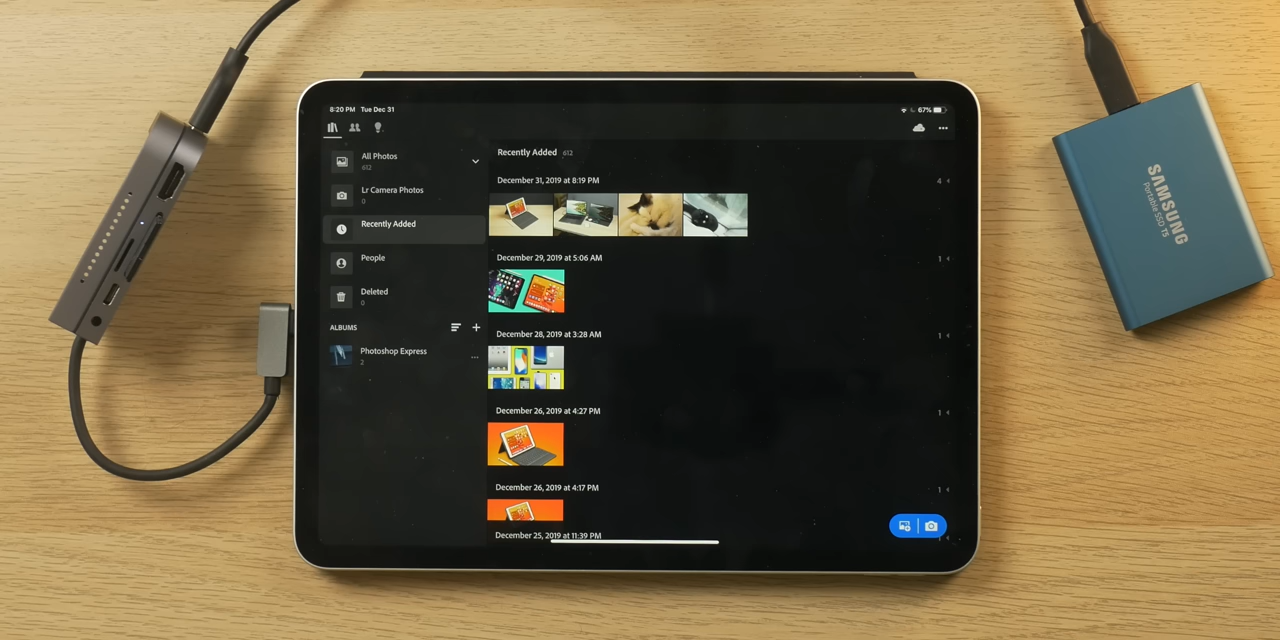 8:20 PM Tue Dec 31
67%
All Photos
612
Lr Camera Photos
0
Recently Added
People
Deleted
0
ALBUMS
Photoshop Express
2
Recently Added 612
December 31, 2019 at 8:19 PM
4
December 29, 2019 at 5:06 AM
1
December 28, 2019 at 3:28 AM
1
December 26, 2019 at 4:27 PM
1
December 26, 2019 at 4:17 PM
1
December 25, 2019 at 11:39 PM
1
SAMSUNG
Portable SSD T5